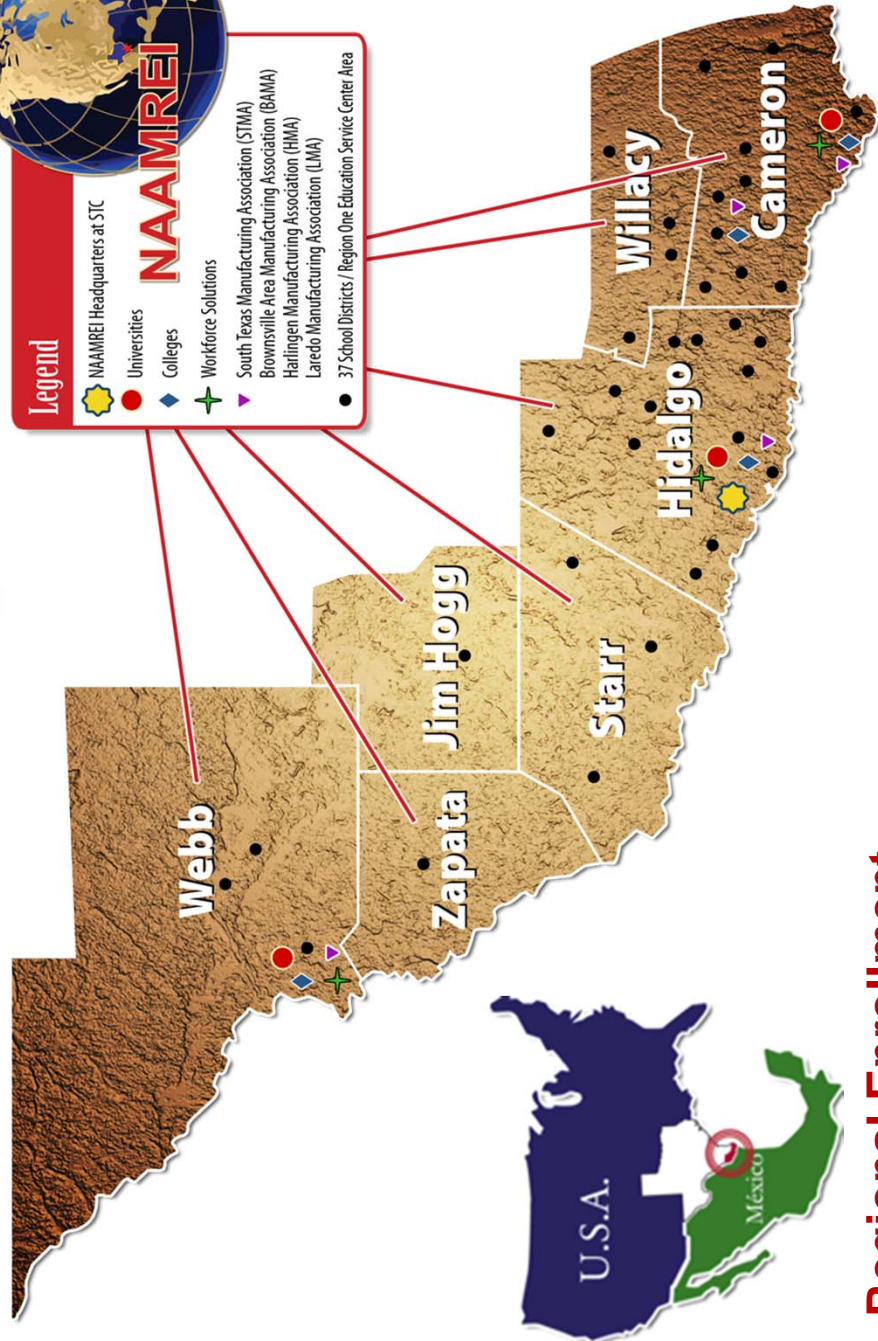 Legend
NAAMREI
NAAMREI Headquarters at STC
Universities
Colleges
Workforce Solutions
South Texas Manufacturing Association (STMA)
Brownsville Area Manufacturing Association (BAMA)
Harlingen Manufacturing Association (HMA)
Laredo Manufacturing Association (LMA)
37 School Districts / Region One Education Service Center Area
Webb
Zapata
Jim Hogg
Starr
Hidalgo
Willacy
Cameron
U.S.A.
México
Regional Enrollment